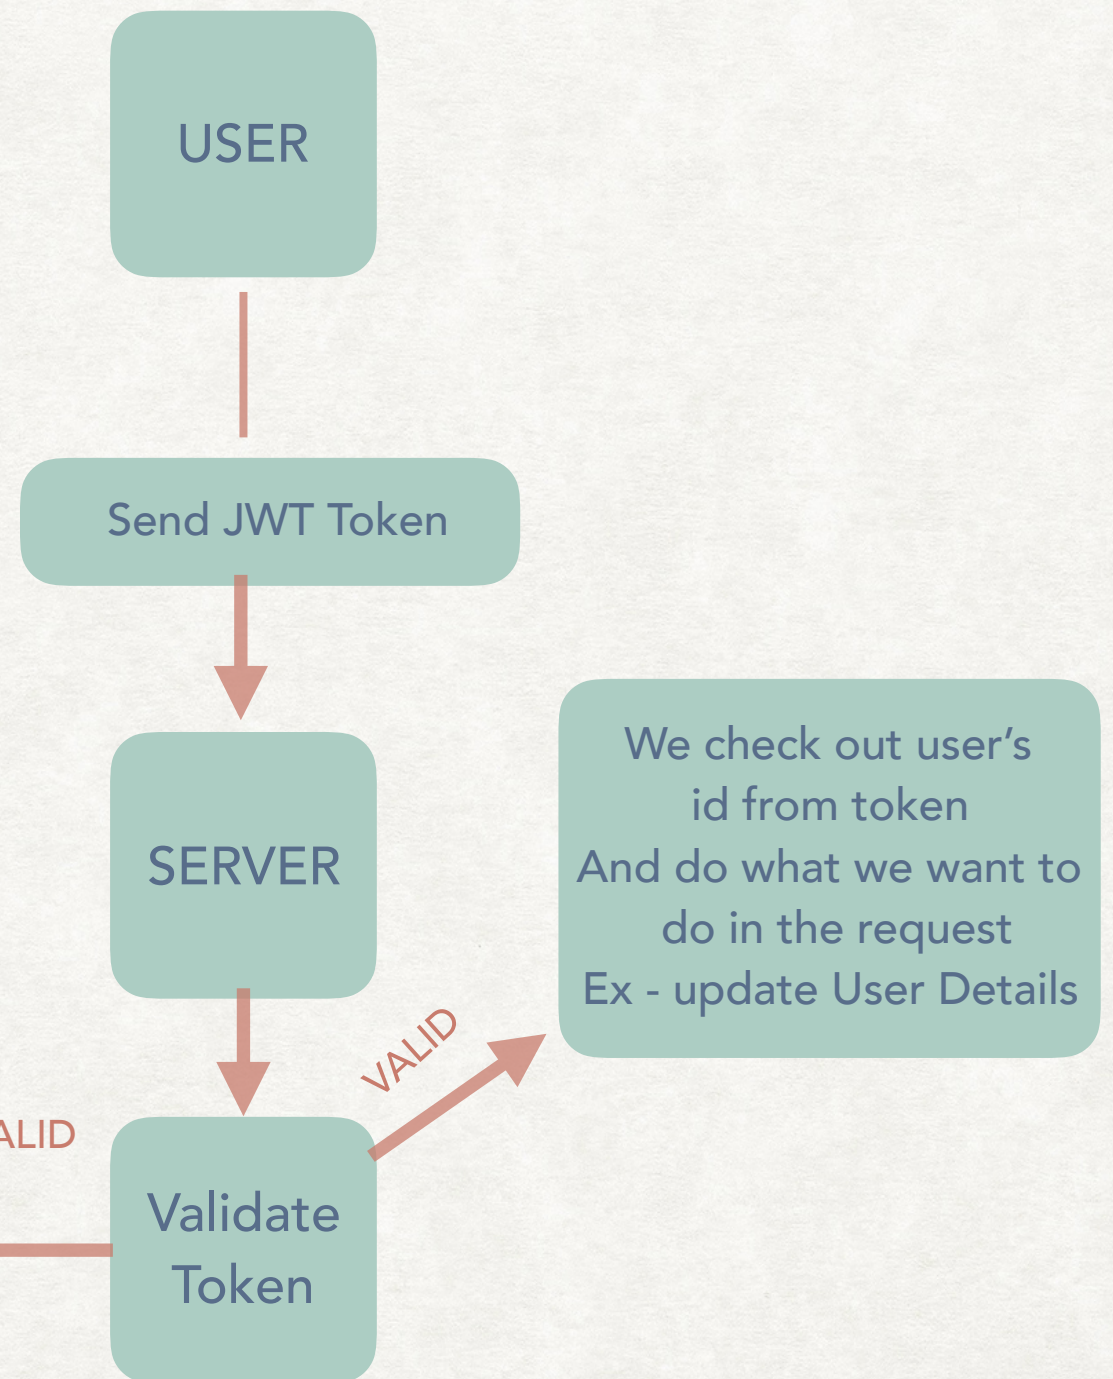 USER
Send JWT Token
SERVER
We check out user’s
id from token
And do what we want to
do in the request
Ex - update User Details
VALID
ALID
Validate
Token